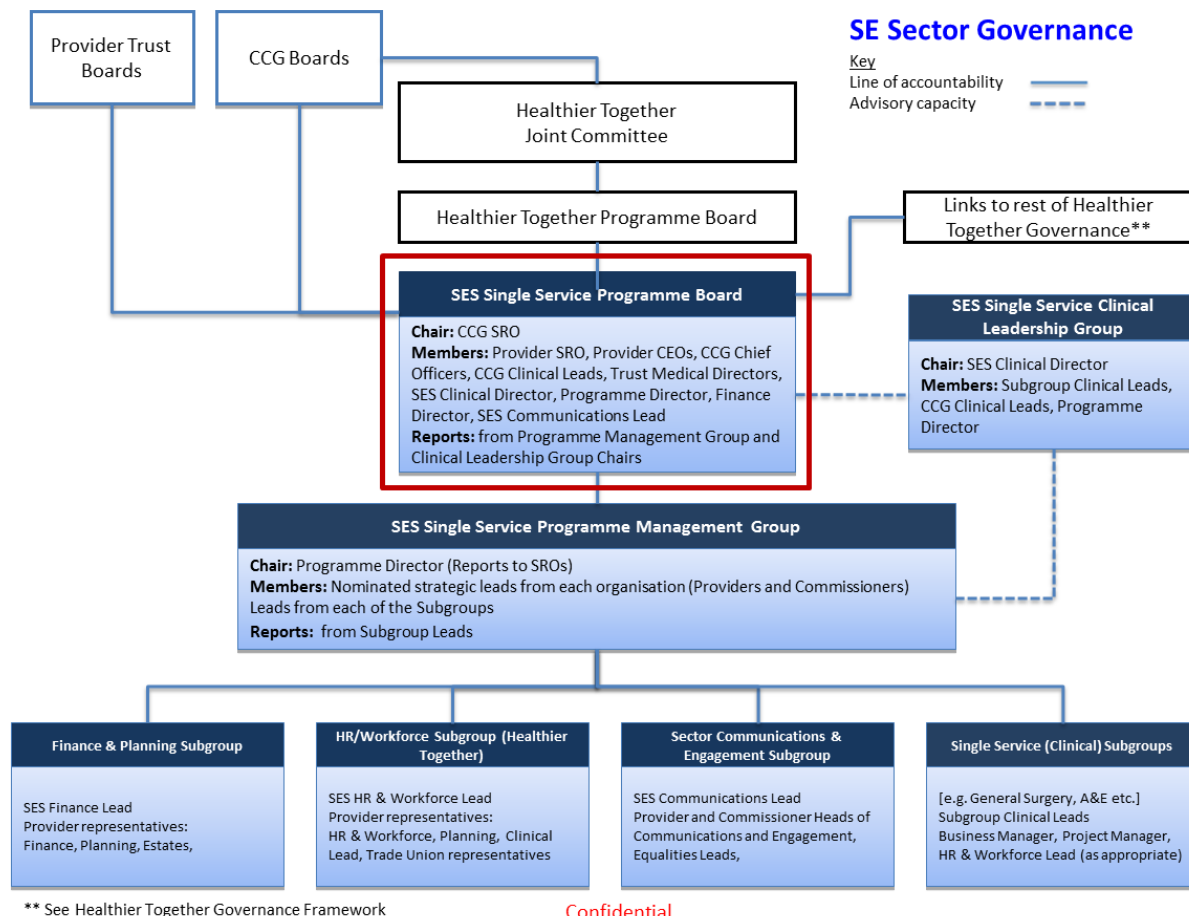 SE Sector Governance
Key
Line of accountability
Advisory capacity
Provider Trust
Boards
CCG Boards
Healthier Together
Joint Committee
Healthier Together Programme Board
Links to rest of Healthier
Together Governance**
SES Single Service Programme Board
Chair: CCG SRO
Members: Provider SRO, Provider CEOs, CCG Chief
Officers, CCG Clinical Leads, Trust Medical Directors,
SES Clinical Director, Programme Director, Finance
Director, SES Communications Lead
Reports: from Programme Management Group and
Clinical Leadership Group Chairs
SES Single Service Clinical
Leadership Group
Chair: SES Clinical Director
Members: Subgroup Clinical Leads,
CCG Clinical Leads, Programme
Director
SES Single Service Programme Management Group
Chair: Programme Director (Reports to SROs)
Members: Nominated strategic leads from each organisation (Providers and Commissioners)
Leads from each of the Subgroups
Reports: from Subgroup Leads
Finance & Planning Subgroup
SES Finance Lead
Provider representatives:
Finance, Planning, Estates,
HR/Workforce Subgroup (Healthier
Together)
SES HR & Workforce Lead
Provider representatives:
HR & Workforce, Planning, Clinical
Lead, Trade Union representatives
Sector Communications &
Engagement Subgroup
SES Communications Lead
Provider and Commissioner Heads of
Communications and Engagement,
Equalities Leads,
Single Service (Clinical) Subgroups
[e.g. General Surgery, A&E etc.]
Subgroup Clinical Leads
Business Manager, Project Manager,
HR & Workforce Lead (as appropriate)
** See Healthier Together Governance Framework
Confidential